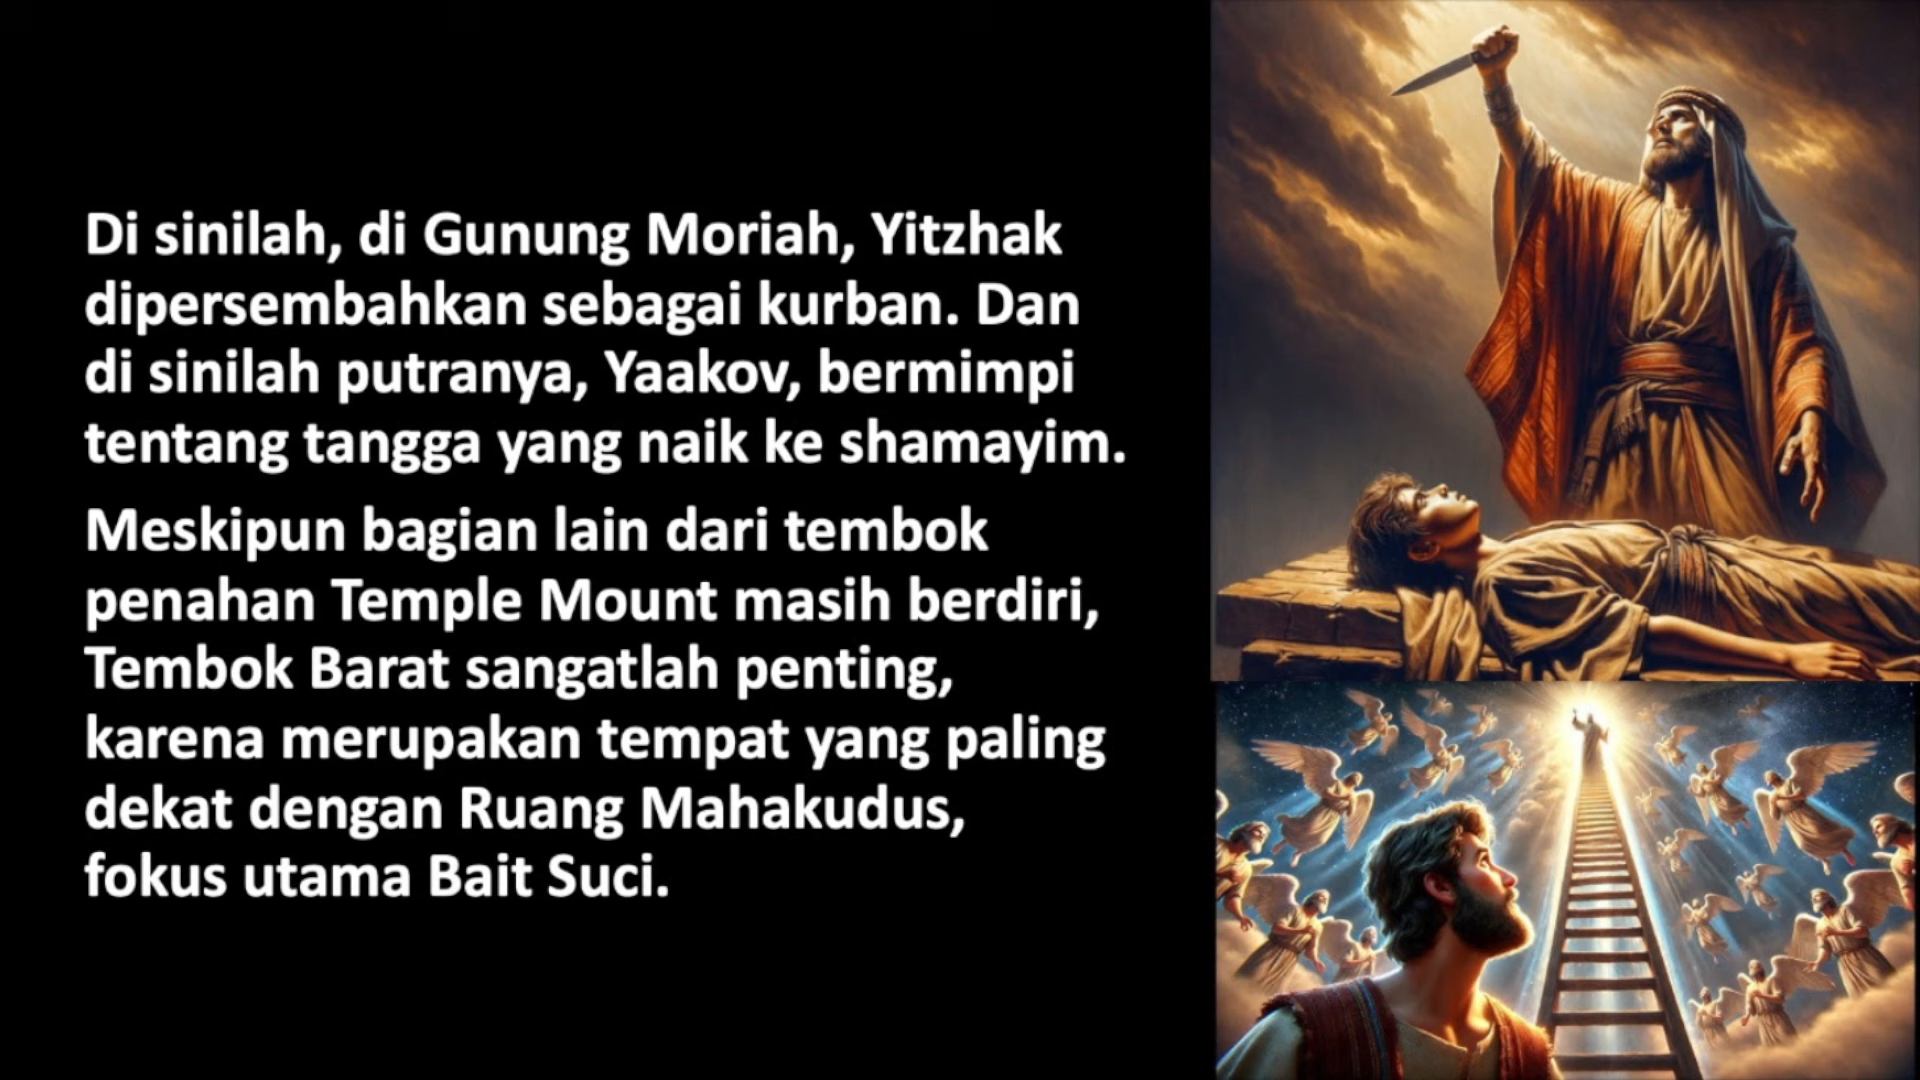 Di sinilah, di Gunung Moriah, Yitzhak
dipersembahkan sebagai kurban. Dan
di sinilah putranya, Yaakov, bermimpi
tentang tangga yang naik ke shamayim.
Meskipun bagian lain dari tembok
penahan Temple Mount masih berdiri,
Tembok Barat sangatlah penting,
karena merupakan tempat yang paling
dekat dengan Ruang Mahakudus,
fokus utama Bait Suci.